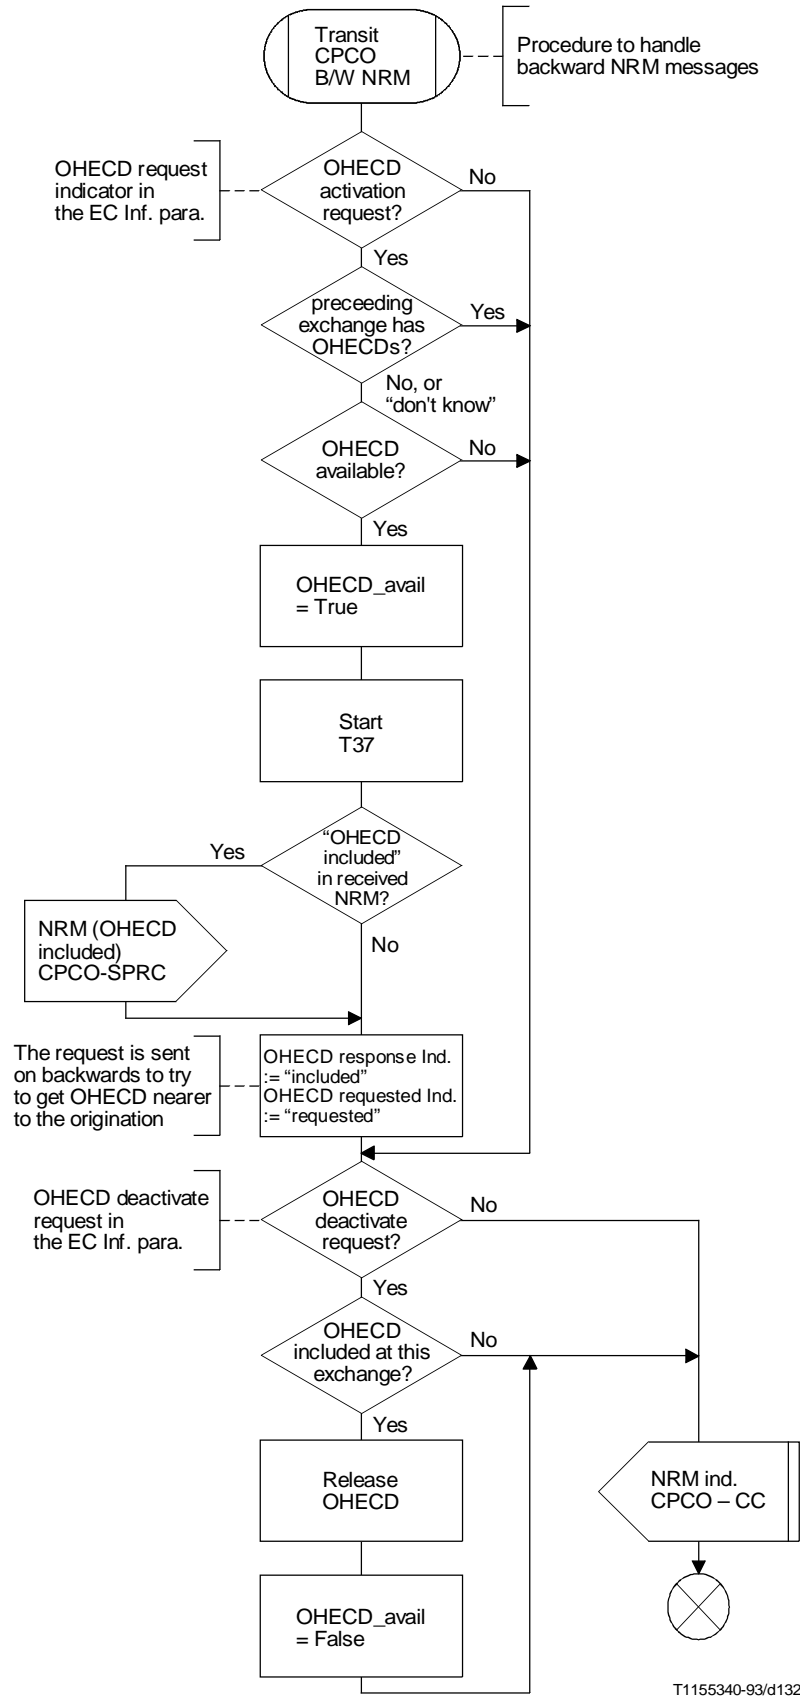 Transit
CPCO
B/W NRM
Procedure to handle
backward NRM messages
OHECD request
indicator in
the EC Inf. para.
OHECD
activation
request?
No
Yes
preceeding
exchange has
OHECDs?
Yes
No, or
“don't know”
OHECD
available?
No
Yes
OHECD_avail
= True
Start
T37
“OHECD
included”
in received
NRM?
Yes
No
NRM (OHECD
included)
CPCO-SPRC
The request is sent
on backwards to try
to get OHECD nearer
to the origination
OHECD response Ind.
:= “included”
OHECD requested Ind.
:= “requested”
OHECD deactivate
request in
the EC Inf. para.
OHECD
deactivate
request?
No
Yes
OHECD
included at this
exchange?
No
Yes
Release
OHECD
NRM ind.
CPCO – CC
OHECD_avail
= False
T1155340-93/d132